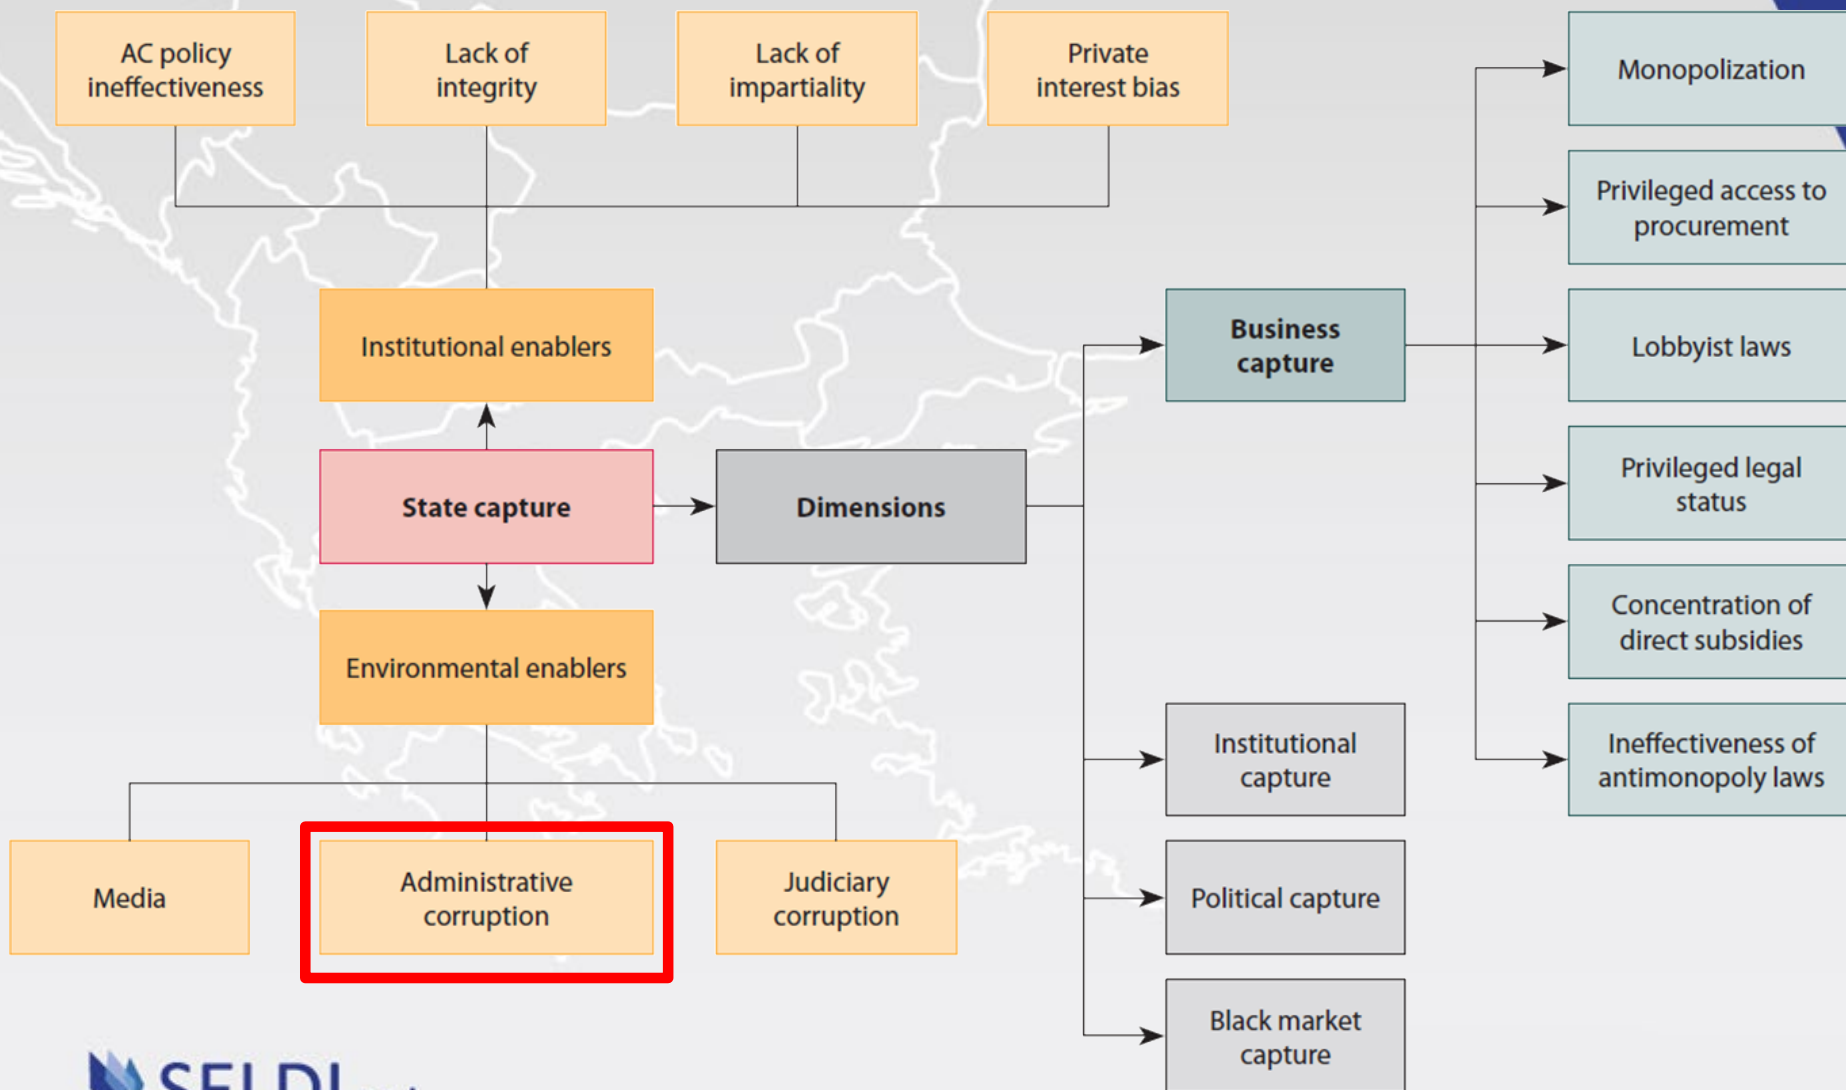 AC policy
ineffectiveness
Lack of
integrity
Lack of
impartiality
Private
interest bias
Monopolization
Privileged access to
procurement
Institutional enablers
Business
capture
Lobbyist laws
State capture
Dimensions
Privileged legal
status
Environmental enablers
Concentration of
direct subsidies
Institutional
capture
Ineffectiveness of
antimonopoly laws
Media
Administrative
corruption
Judiciary
corruption
Political capture
Black market
capture
SELDI